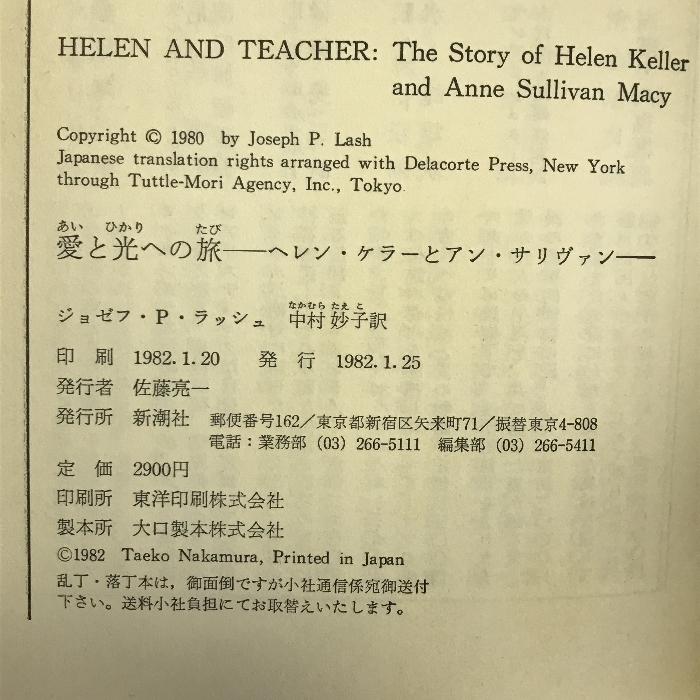 HELEN AND TEACHER: The Story of Helen Keller
and Anne Sullivan Macy
Copyright © 1980 by Joseph P. Lash
Japanese translation rights arranged with Delacorte Press, New York
through Tuttle-Mori Agency, Inc., Tokyo.
あい ひかり たび
愛と光への旅――ヘレン・ケラーとアン・サリヴァン――
なかむら たえ こ
ジョゼフ・P・ラッシュ 中村 妙子訳
印 刷 1982. 1. 20 発 行 1982. 1. 25
発行者 佐藤亮一
発行所 新潮社 郵便番号162／東京都新宿区矢来町71／振替東京4-808
電話：業務部 (03) 266-5111 編集部 (03) 266-5411
定 価 2900円
印刷所 東洋印刷株式会社
製本所 大口製本株式会社
©1982 Taeko Nakamura, Printed in Japan
乱丁・落丁本は，御面倒ですが小社通信係宛御送付
下さい。送料小社負担にてお取替えいたします。